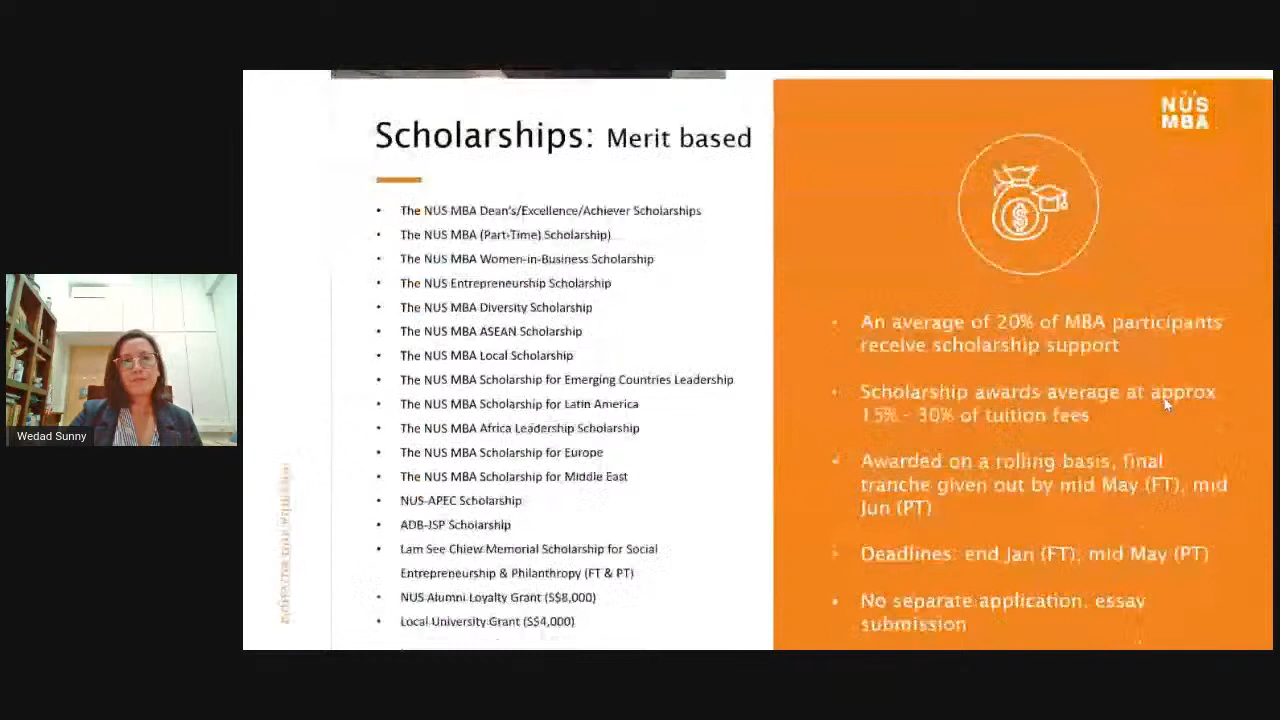 NUS
MBA
Scholarships: Merit based
• The NUS MBA Dean's/Excellence/Achiever Scholarships
• The NUS MBA (Part-Time) Scholarship)
• The NUS MBA Women-in-Business Scholarship
• The NUS Entrepreneurship Scholarship
• The NUS MBA Diversity Scholarship
• The NUS MBA ASEAN Scholarship
• The NUS MBA Local Scholarship
• The NUS MBA Scholarship for Emerging Countries Leadership
• The NUS MBA Scholarship for Latin America
• The NUS MBA Africa Leadership Scholarship
• The NUS MBA Scholarship for Europe
• The NUS MBA Scholarship for Middle East
• NUS-APEC Scholarship
• ADB-JSP Scholarship
• Lam See Chiew Memorial Scholarship for Social
Entrepreneurship & Philanthropy (FT & PT)
• NUS Alumni Loyalty Grant (S$8,000)
• Local University Grant (S$4,000)
• An average of 20% of MBA participants
receive scholarship support
• Scholarship awards average at approx
15% - 30% of tuition fees
• Awarded on a rolling basis, final
tranche given out by mid May (FT), mid
Jun (PT)
• Deadlines: end Jan (FT), mid May (PT)
• No separate application, essay
submission
Wedad Sunny